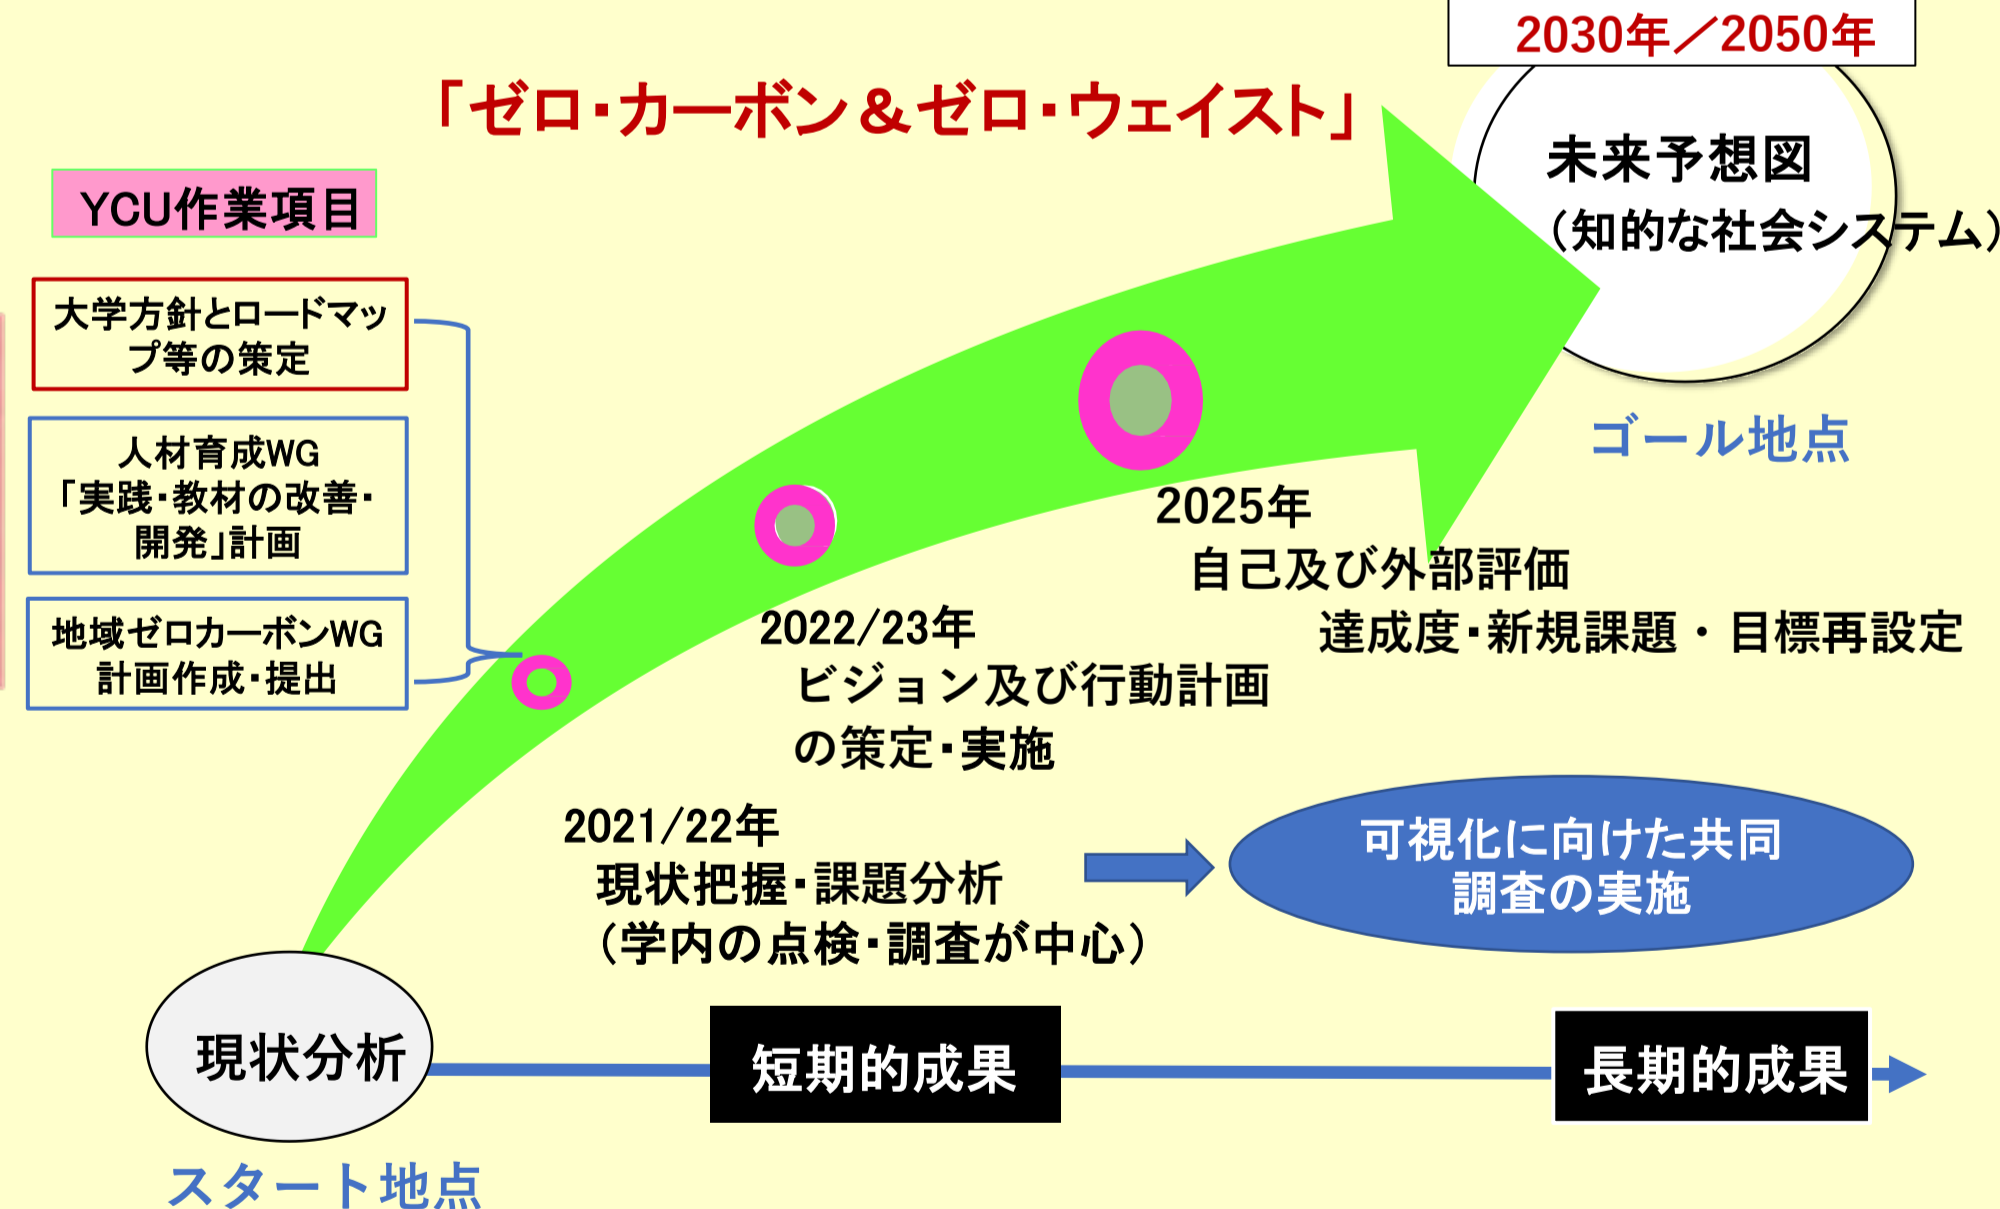 2030年／2050年
「ゼロ・カーボン＆ゼロ・ウェイスト」
未来予想図
（知的な社会システム）
ゴール地点
YCU作業項目
大学方針とロードマッ
プ等の策定
人材育成WG
「実践・教材の改善・
開発」計画
地域ゼロカーボンWG
計画作成・提出
2025年
自己及び外部評価
達成度・新規課題・目標再設定
2022/23年
ビジョン及び行動計画
の策定・実施
2021/22年
現状把握・課題分析
（学内の点検・調査が中心）
可視化に向けた共同
調査の実施
現状分析
短期的成果
長期的成果
スタート地点